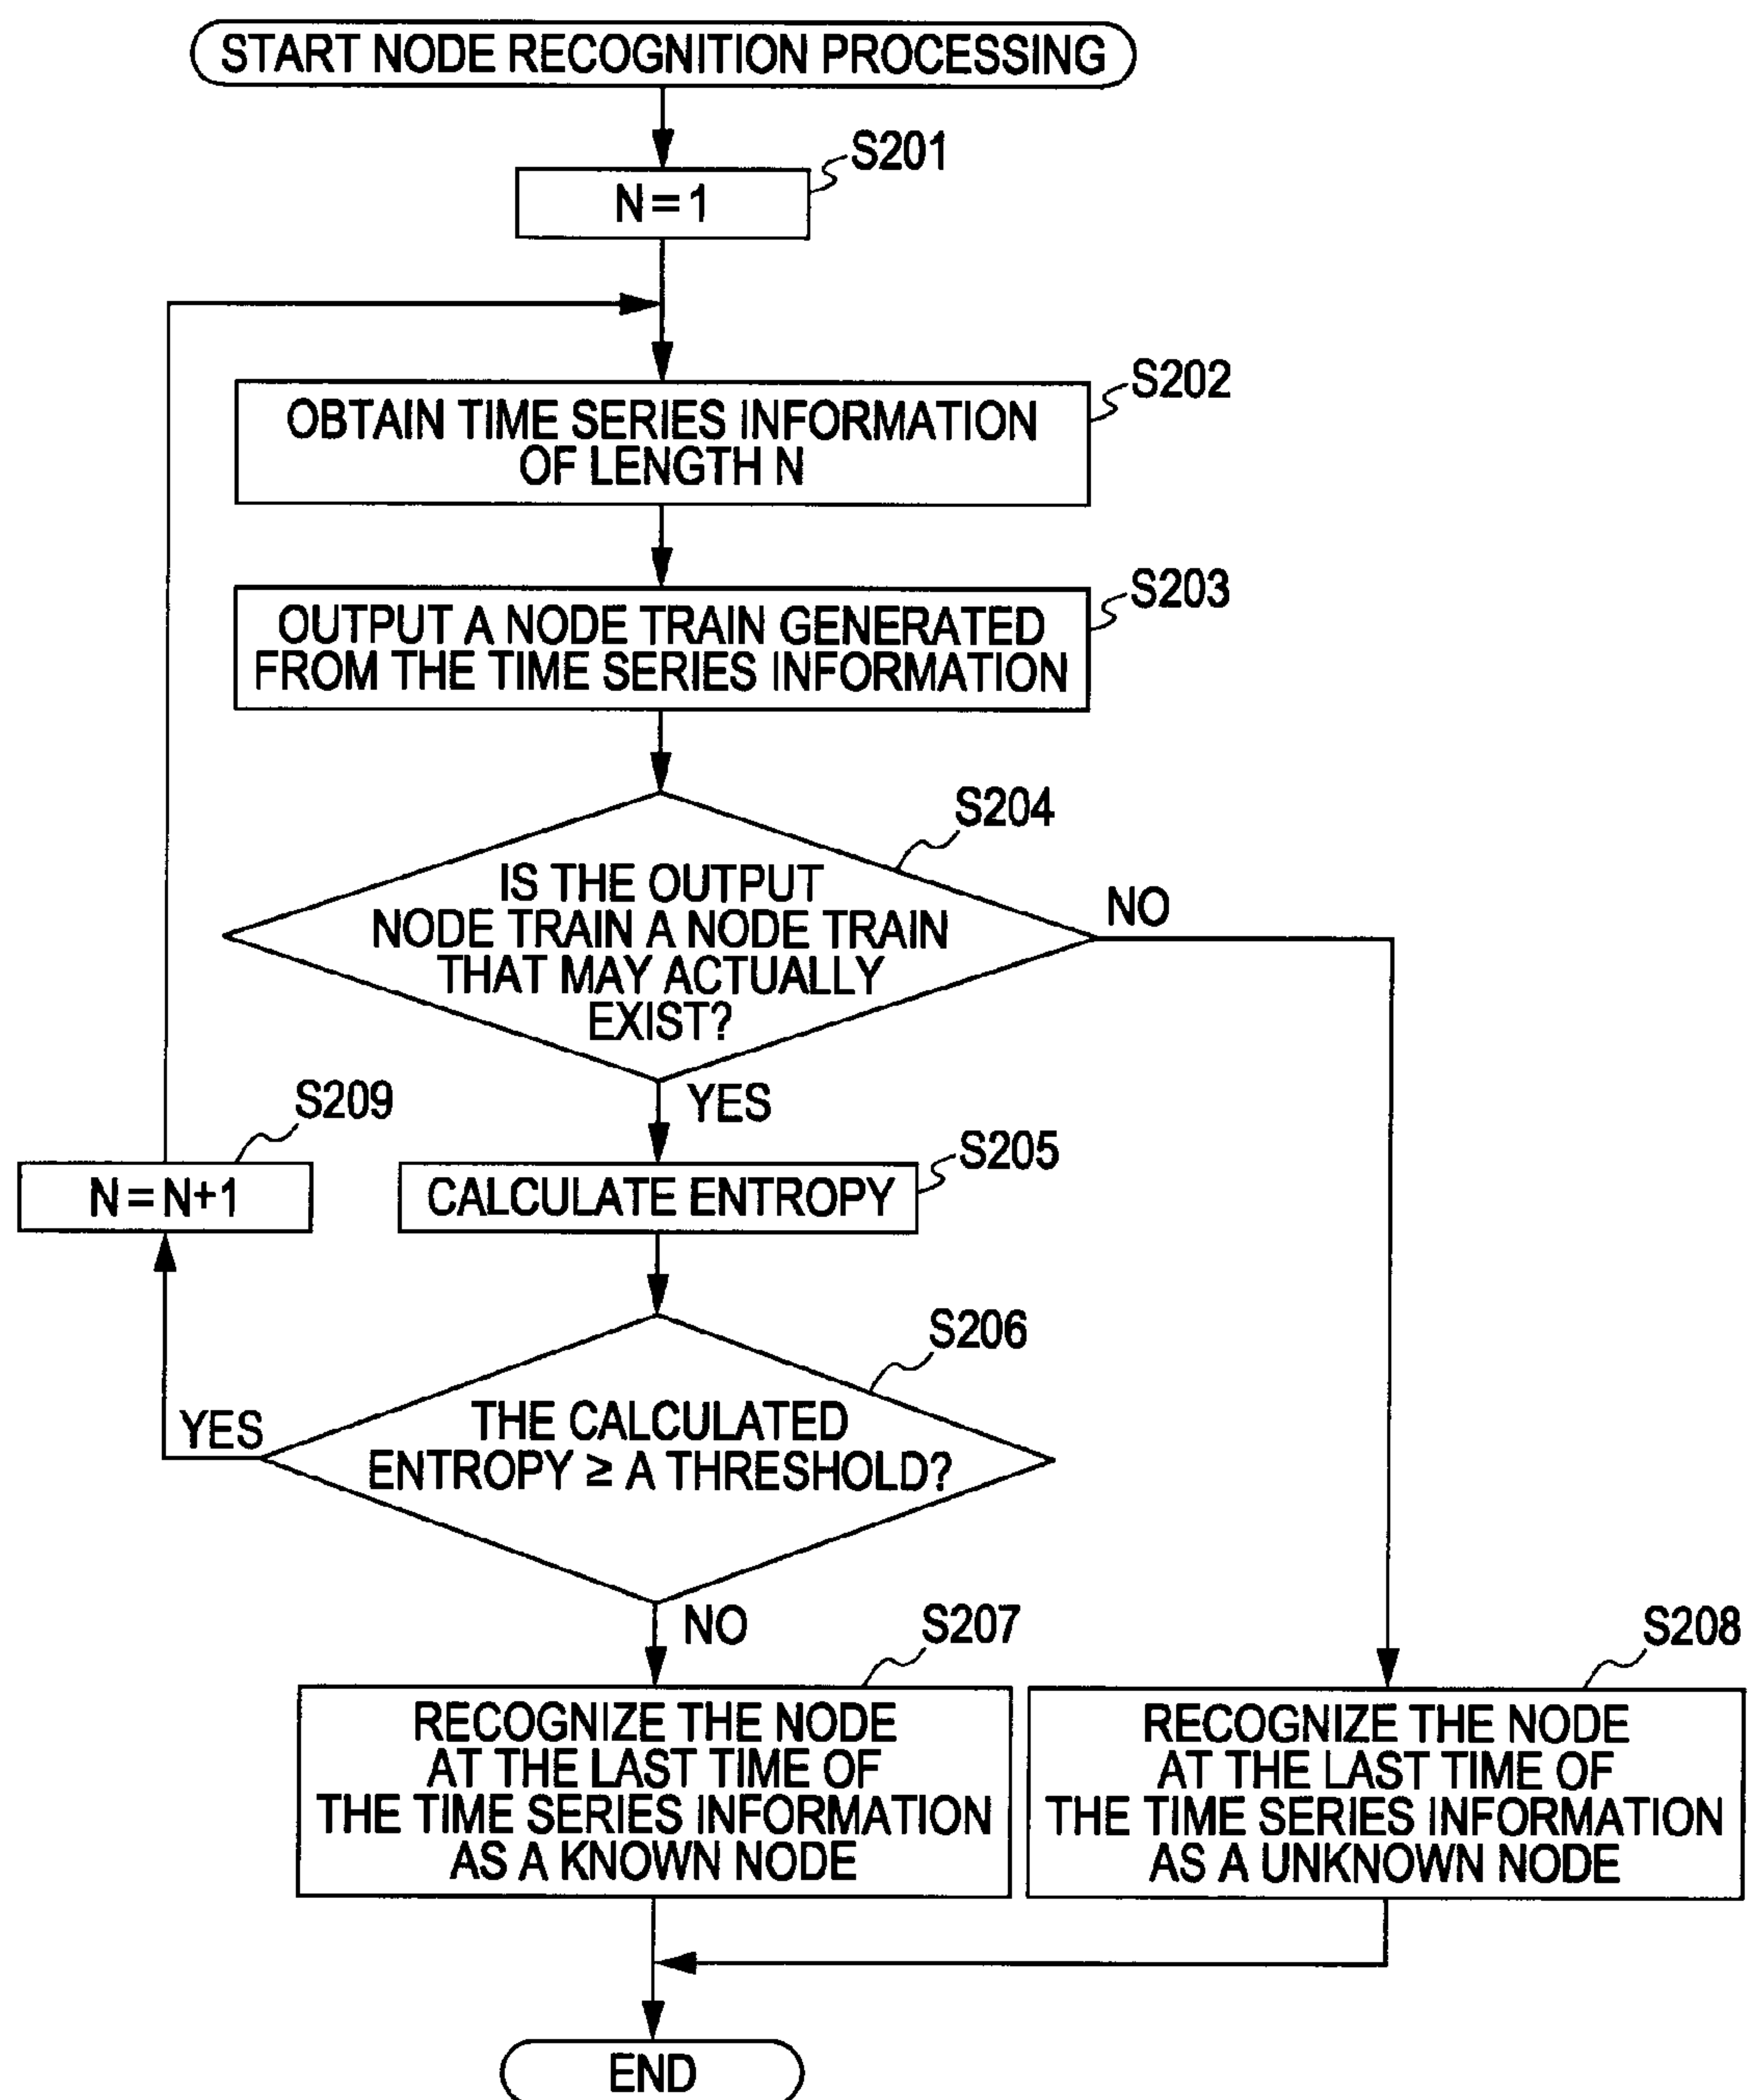 START NODE RECOGNITION PROCESSING
S201
N=1
S202
OBTAIN TIME SERIES INFORMATION
OF LENGTH N
S203
OUTPUT A NODE TRAIN GENERATED
FROM THE TIME SERIES INFORMATION
S204
IS THE OUTPUT
NODE TRAIN A NODE TRAIN
THAT MAY ACTUALLY
EXIST?
NO
YES
S209
N=N+1
S205
CALCULATE ENTROPY
S206
THE CALCULATED
ENTROPY ≥ A THRESHOLD?
YES
NO
S207
RECOGNIZE THE NODE
AT THE LAST TIME OF
THE TIME SERIES INFORMATION
AS A KNOWN NODE
S208
RECOGNIZE THE NODE
AT THE LAST TIME OF
THE TIME SERIES INFORMATION
AS A UNKNOWN NODE
END